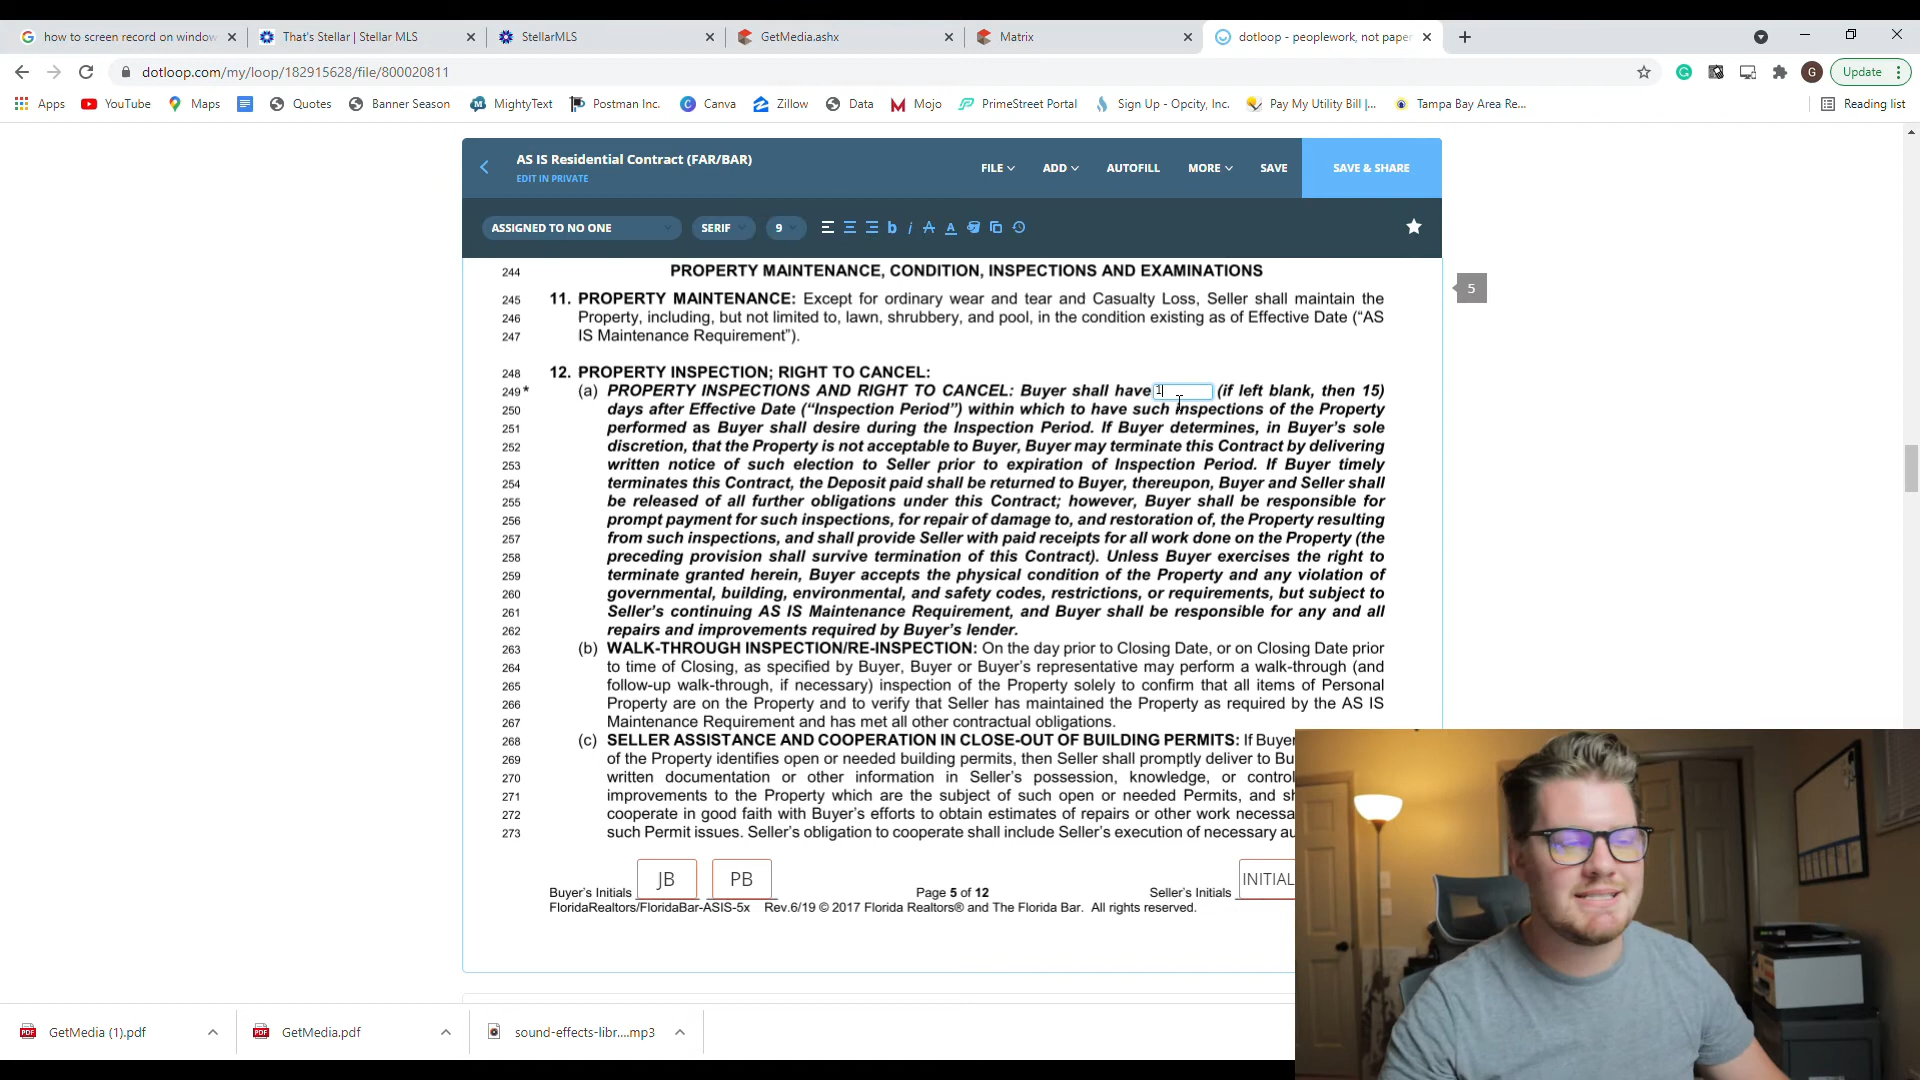 how to screen record on window
That's Stellar | Stellar MLS
StellarMLS
GetMedia.ashx
Matrix
dotloop - peoplework, not paper
dotloop.com/my/loop/182915628/file/800020811
G
Update
Apps
YouTube
Maps
Quotes
Banner Season
MightyText
Postman Inc.
Canva
Zillow
Data
Mojo
PrimeStreet Portal
Sign Up - Opcity, Inc.
Pay My Utility Bill |...
Tampa Bay Area Re...
Reading list
AS IS Residential Contract (FAR/BAR)
EDIT IN PRIVATE
FILE
ADD
AUTOFILL
MORE
SAVE
SAVE & SHARE
ASSIGNED TO NO ONE
SERIF
9
5
244 PROPERTY MAINTENANCE, CONDITION, INSPECTIONS AND EXAMINATIONS
245 11. PROPERTY MAINTENANCE: Except for ordinary wear and tear and Casualty Loss, Seller shall maintain the
246 Property, including, but not limited to, lawn, shrubbery, and pool, in the condition existing as of Effective Date (“AS
247 IS Maintenance Requirement”).
248 12. PROPERTY INSPECTION; RIGHT TO CANCEL:
249* (a) PROPERTY INSPECTIONS AND RIGHT TO CANCEL: Buyer shall have 1 (if left blank, then 15)
250 days after Effective Date (“Inspection Period”) within which to have such inspections of the Property
251 performed as Buyer shall desire during the Inspection Period. If Buyer determines, in Buyer’s sole
252 discretion, that the Property is not acceptable to Buyer, Buyer may terminate this Contract by delivering
253 written notice of such election to Seller prior to expiration of Inspection Period. If Buyer timely
254 terminates this Contract, the Deposit paid shall be returned to Buyer, thereupon, Buyer and Seller shall
255 be released of all further obligations under this Contract; however, Buyer shall be responsible for
256 prompt payment for such inspections, for repair of damage to, and restoration of, the Property resulting
257 from such inspections, and shall provide Seller with paid receipts for all work done on the Property (the
258 preceding provision shall survive termination of this Contract). Unless Buyer exercises the right to
259 terminate granted herein, Buyer accepts the physical condition of the Property and any violation of
260 governmental, building, environmental, and safety codes, restrictions, or requirements, but subject to
261 Seller’s continuing AS IS Maintenance Requirement, and Buyer shall be responsible for any and all
262 repairs and improvements required by Buyer’s lender.
263 (b) WALK-THROUGH INSPECTION/RE-INSPECTION: On the day prior to Closing Date, or on Closing Date prior
264 to time of Closing, as specified by Buyer, Buyer or Buyer’s representative may perform a walk-through (and
265 follow-up walk-through, if necessary) inspection of the Property solely to confirm that all items of Personal
266 Property are on the Property and to verify that Seller has maintained the Property as required by the AS IS
267 Maintenance Requirement and has met all other contractual obligations.
268 (c) SELLER ASSISTANCE AND COOPERATION IN CLOSE-OUT OF BUILDING PERMITS: If Buyer
269 of the Property identifies open or needed building permits, then Seller shall promptly deliver to Bu
270 written documentation or other information in Seller’s possession, knowledge, or contro
271 improvements to the Property which are the subject of such open or needed Permits, and sh
272 cooperate in good faith with Buyer’s efforts to obtain estimates of repairs or other work necessa
273 such Permit issues. Seller’s obligation to cooperate shall include Seller’s execution of necessary au
Buyer’s Initials JB PB Page 5 of 12 Seller’s Initials INITIAL
FloridaRealtors/FloridaBar-ASIS-5x Rev.6/19 © 2017 Florida Realtors® and The Florida Bar. All rights reserved.
GetMedia (1).pdf
GetMedia.pdf
sound-effects-libr....mp3